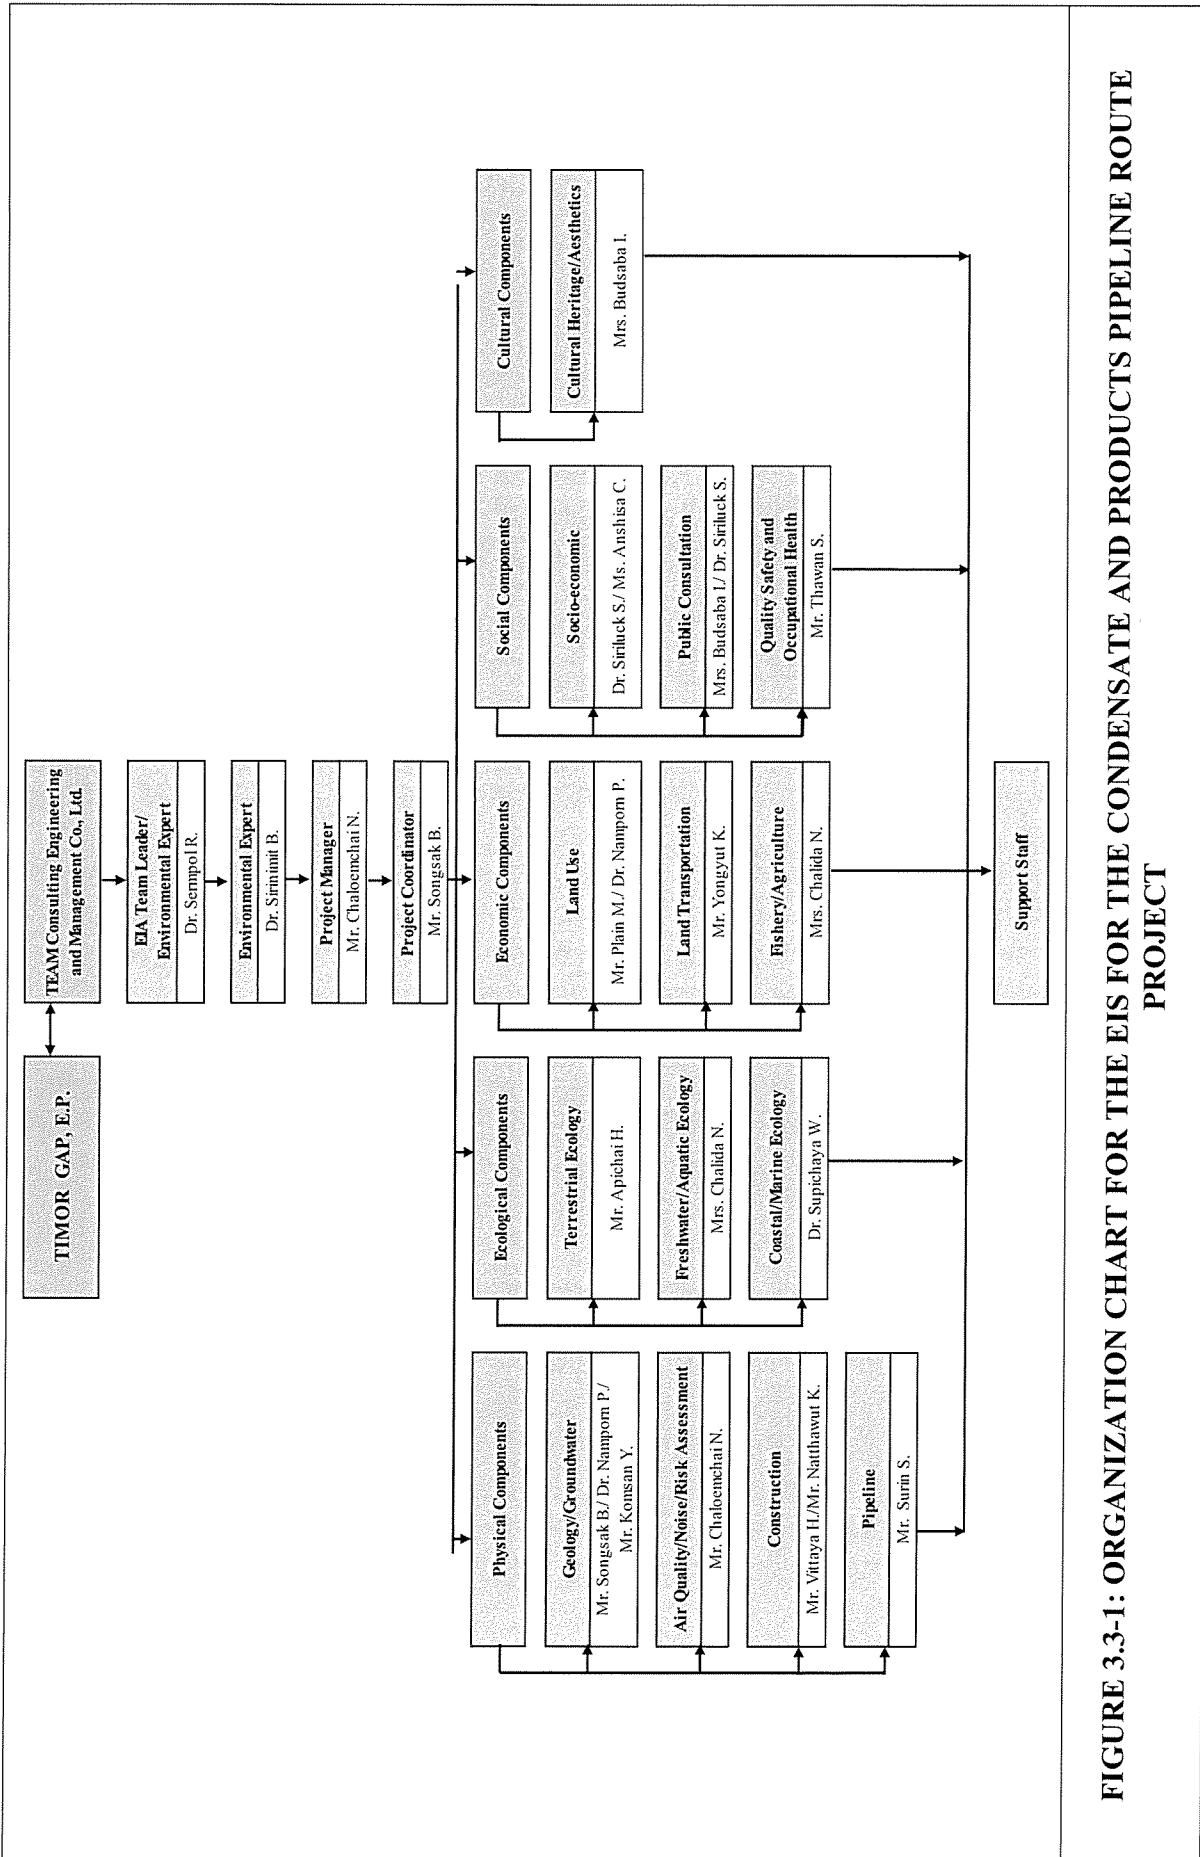 TIMOR GAP, E.P.
TEAM Consulting Engineering
and Management Co., Ltd.
EIA Team Leader/
Environmental Expert
Dr. Sermpol R.
Environmental Expert
Dr. Sirinimit B.
Project Manager
Mr. Chaloemchai N.
Project Coordinator
Mr. Songsak B.
Physical Components
Geology/Groundwater
Mr. Songsak B./ Dr. Namporn P./
Mr. Komsan Y.
Air Quality/Noise/Risk Assessment
Mr. Chaloemchai N.
Construction
Mr. Vittaya H./Mr. Natthawut K.
Pipeline
Mr. Surin S.
Ecological Components
Terrestrial Ecology
Mr. Apichai H.
Freshwater/Aquatic Ecology
Mrs. Chalida N.
Coastal/Marine Ecology
Dr. Supichaya W.
Economic Components
Land Use
Mr. Plain M./ Dr. Namporn P.
Land Transportation
Mr. Yongyut K.
Fishery/Agriculture
Mrs. Chalida N.
Social Components
Socio-economic
Dr. Siriluck S./ Ms. Anshisa C.
Public Consultation
Mrs. Budsaba I./ Dr. Siriluck S.
Quality Safety and
Occupational Health
Mr. Thawan S.
Cultural Components
Cultural Heritage/Aesthetics
Mrs. Budsaba I.
Support Staff
FIGURE 3.3-1: ORGANIZATION CHART FOR THE EIS FOR THE CONDENSATE AND PRODUCTS PIPELINE ROUTE
PROJECT